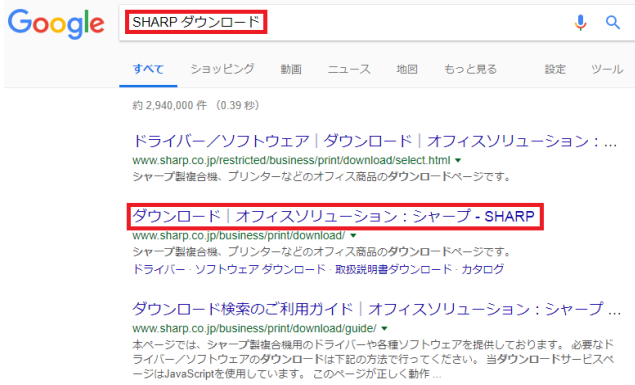 Google
SHARP ダウンロード
すべて ショッピング 動画 ニュース 地図 もっと見る 設定 ツール
約 2,940,000 件 （0.39 秒）
ドライバー／ソフトウェア｜ダウンロード｜オフィスソリューション：...
www.sharp.co.jp/restricted/business/print/download/select.html ▼
シャープ製複合機、プリンターなどのオフィス商品のダウンロードページです。
ダウンロード｜オフィスソリューション：シャープ - SHARP
www.sharp.co.jp/business/print/download/ ▼
シャープ製複合機、プリンターなどのオフィス商品のダウンロードページです。
ドライバー · ソフトウェア ダウンロード · 取扱説明書ダウンロード · カタログ
ダウンロード検索のご利用ガイド｜オフィスソリューション：シャープ ...
www.sharp.co.jp/business/print/download/guide/ ▼
本ページでは、シャープ製複合機用のドライバーや各種ソフトウェアを提供しております。 必要なド
ライバー／ソフトウェアのダウンロードは下記の方法で行ってください。 当ダウンロードサービスペ
ージはJavaScriptを使用しています。 このページが正しく動作 ...